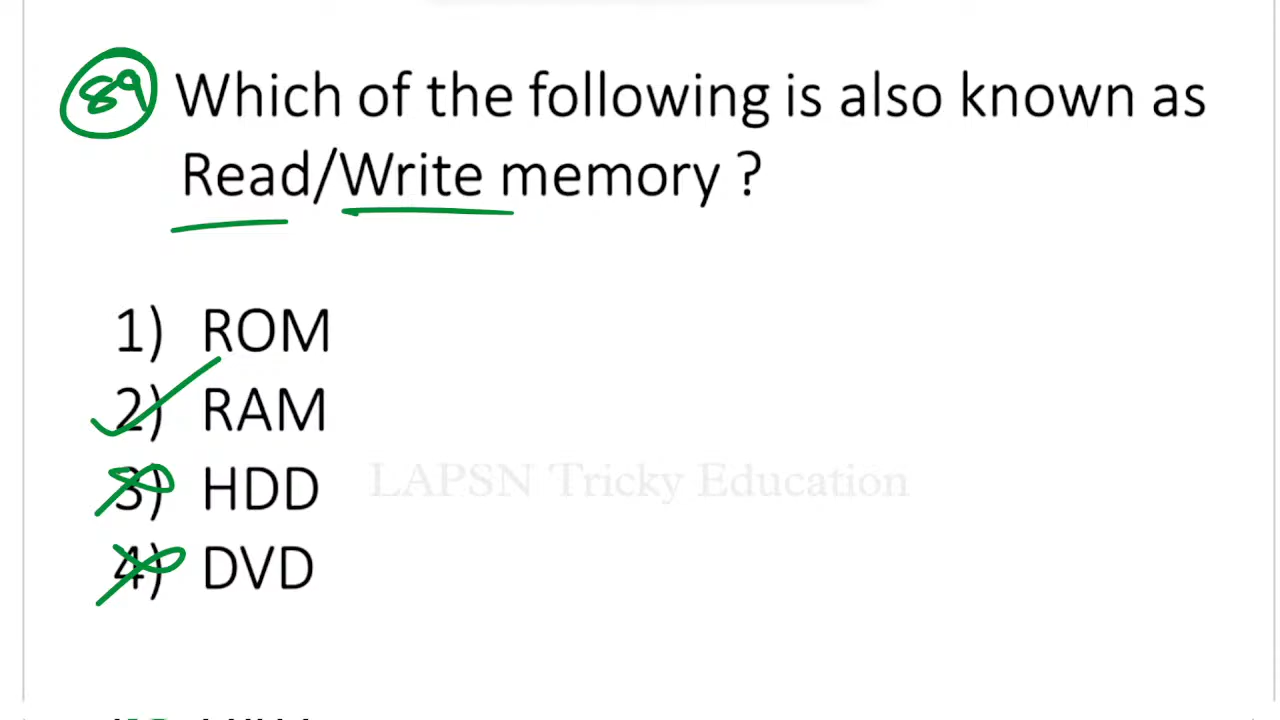 89 Which of the following is also known as
Read/Write memory ?
1) ROM
2) RAM
3) HDD
LAPSN Tricky Education
4) DVD